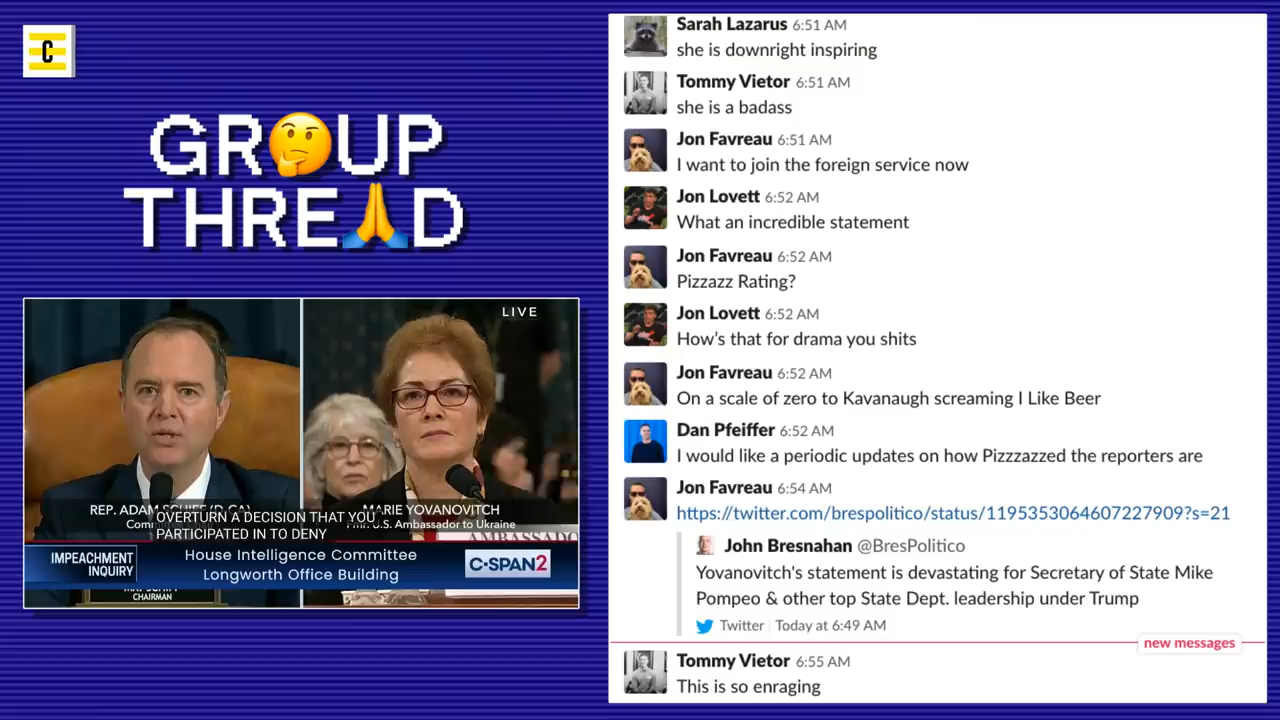 C
GR🤔UP
THRE🙏D
LIVE
REP. ADAM SCHIFF (D-CA)
MARIE YOVANOVITCH
OVERTURN A DECISION THAT YOU
PARTICIPATED IN TO DENY
U.S. Ambassador to Ukraine
IMPEACHMENT
INQUIRY
House Intelligence Committee
Longworth Office Building
C-SPAN2
CHAIRMAN
Sarah Lazarus 6:51 AM
she is downright inspiring
Tommy Vietor 6:51 AM
she is a badass
Jon Favreau 6:51 AM
I want to join the foreign service now
Jon Lovett 6:52 AM
What an incredible statement
Jon Favreau 6:52 AM
Pizzazz Rating?
Jon Lovett 6:52 AM
How's that for drama you shits
Jon Favreau 6:52 AM
On a scale of zero to Kavanaugh screaming I Like Beer
Dan Pfeiffer 6:52 AM
I would like a periodic updates on how Pizzzazzed the reporters are
Jon Favreau 6:54 AM
https://twitter.com/brespolitico/status/1195353064607227909?s=21
John Bresnahan @BresPolitico
Yovanovitch's statement is devastating for Secretary of State Mike
Pompeo & other top State Dept. leadership under Trump
Twitter | Today at 6:49 AM
new messages
Tommy Vietor 6:55 AM
This is so enraging